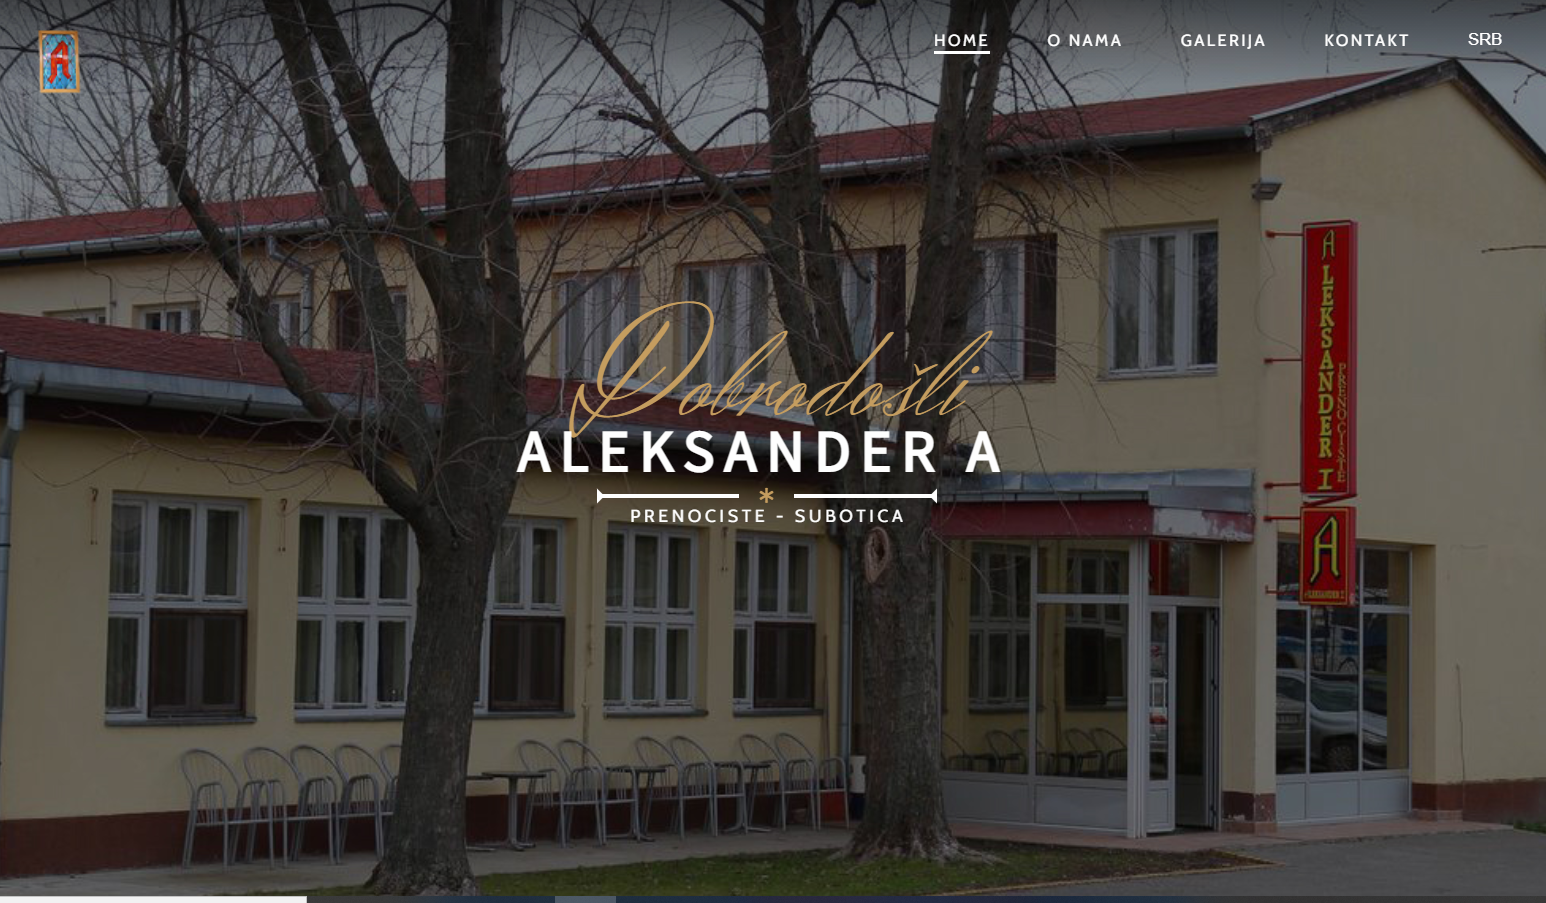 A
HOME
O NAMA
GALERIJA
KONTAKT
SRB
Dobrodošli
ALEKSANDER A
*
PRENOCISTE - SUBOTICA
A
ALEKSANDER I
PRENOCISTE
A
ALEKSANDER I